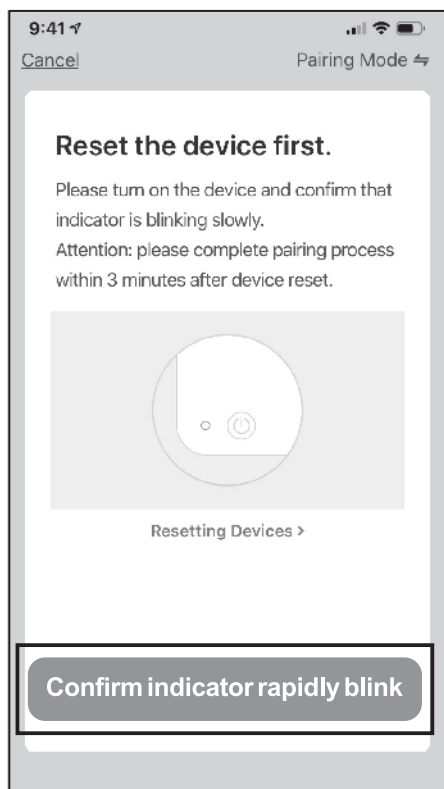 9:41
Cancel
Pairing Mode ⇋
Reset the device first.
Please turn on the device and confirm that
indicator is blinking slowly.
Attention: please complete pairing process
within 3 minutes after device reset.
Resetting Devices >
Confirm indicator rapidly blink